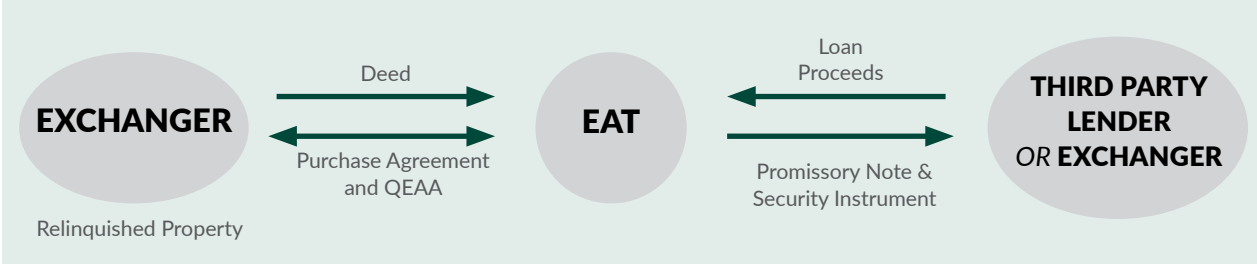 EXCHANGER
Relinquished Property
Deed
Purchase Agreement
and QEAA
EAT
Loan
Proceeds
Promissory Note &
Security Instrument
THIRD PARTY
LENDER
OR EXCHANGER